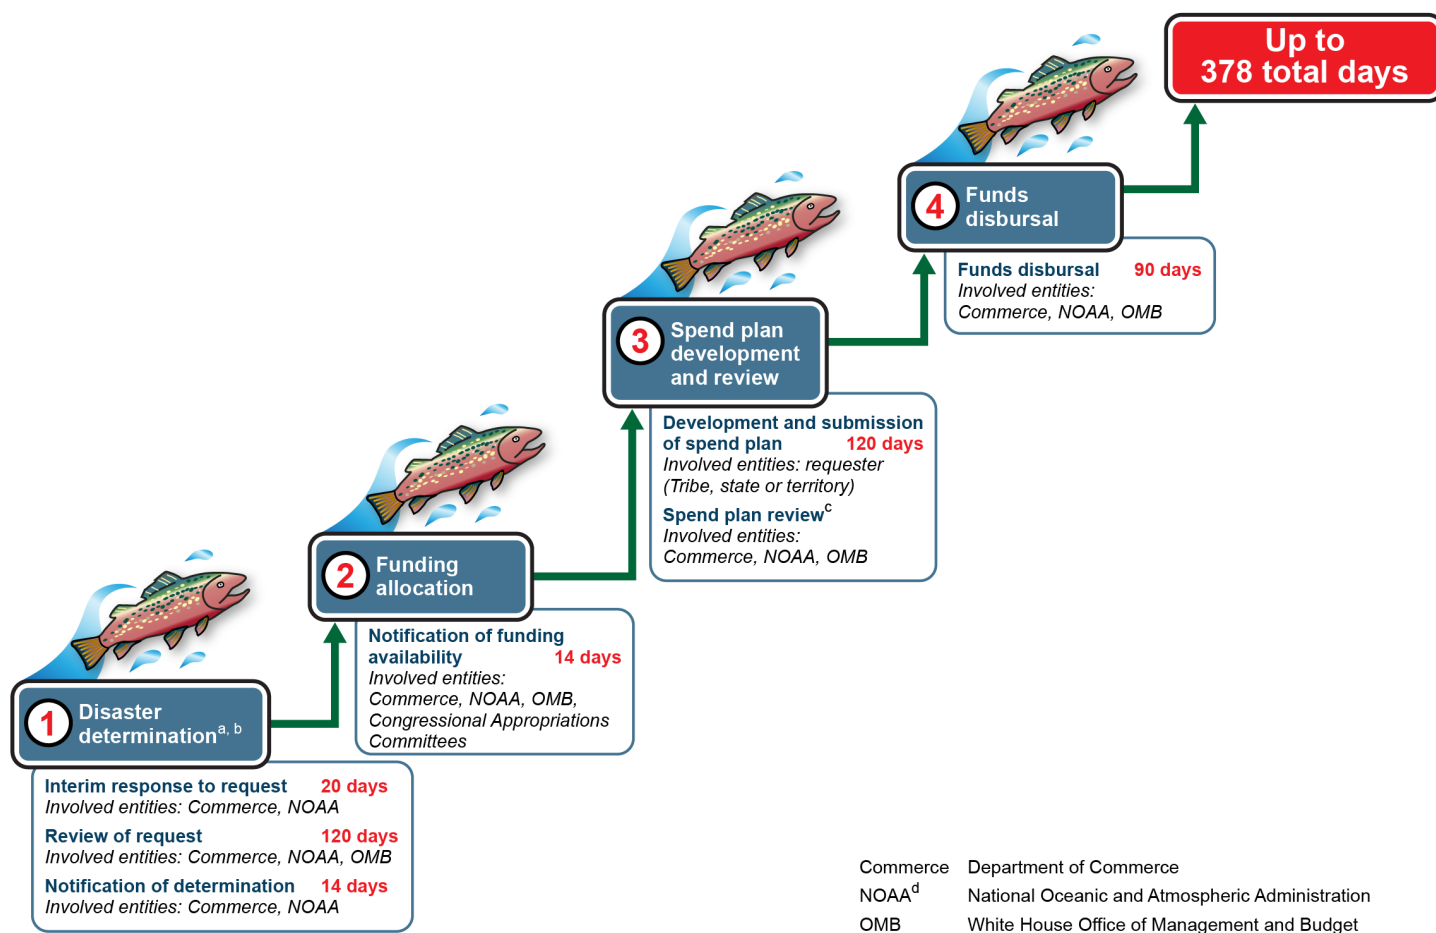 Up to
378 total days
4
Funds
disbursal
Funds disbursal 90 days
Involved entities:
Commerce, NOAA, OMB
3
Spend plan
development
and review
Development and submission
of spend plan 120 days
Involved entities: requester
(Tribe, state or territory)
Spend plan reviewc
Involved entities:
Commerce, NOAA, OMB
2
Funding
allocation
Notification of funding
availability 14 days
Involved entities:
Commerce, NOAA, OMB,
Congressional Appropriations
Committees
1
Disaster
determinationa, b
Interim response to request 20 days
Involved entities: Commerce, NOAA
Review of request 120 days
Involved entities: Commerce, NOAA, OMB
Notification of determination 14 days
Involved entities: Commerce, NOAA
Commerce Department of Commerce
NOAAd National Oceanic and Atmospheric Administration
OMB White House Office of Management and Budget